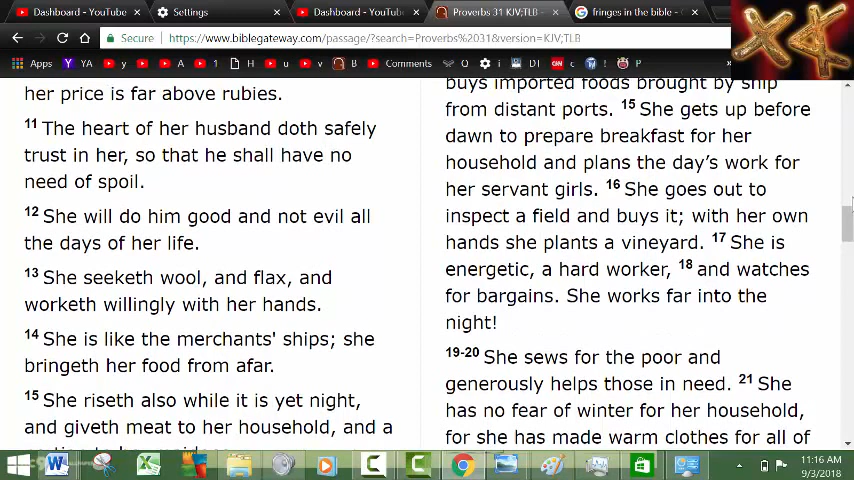 Dashboard - YouTube
Settings
Dashboard - YouTube
Proverbs 31 KJV;TLB -
fringes in the bible -
Secure
https://www.biblegateway.com/passage/?search=Proverbs%2031&version=KJV;TLB
Apps YA y y A 1 H u v B Comments Q i D1 cn ! P
her price is far above rubies.
11 The heart of her husband doth safely
trust in her, so that he shall have no
need of spoil.
12 She will do him good and not evil all
the days of her life.
13 She seeketh wool, and flax, and
worketh willingly with her hands.
14 She is like the merchants' ships; she
bringeth her food from afar.
15 She riseth also while it is yet night,
and giveth meat to her household, and a
buys imported foods brought by ship
from distant ports. 15 She gets up before
dawn to prepare breakfast for her
household and plans the day’s work for
her servant girls. 16 She goes out to
inspect a field and buys it; with her own
hands she plants a vineyard. 17 She is
energetic, a hard worker, 18 and watches
for bargains. She works far into the
night!
19-20 She sews for the poor and
generously helps those in need. 21 She
has no fear of winter for her household,
for she has made warm clothes for all of
11:16 AM
9/3/2018